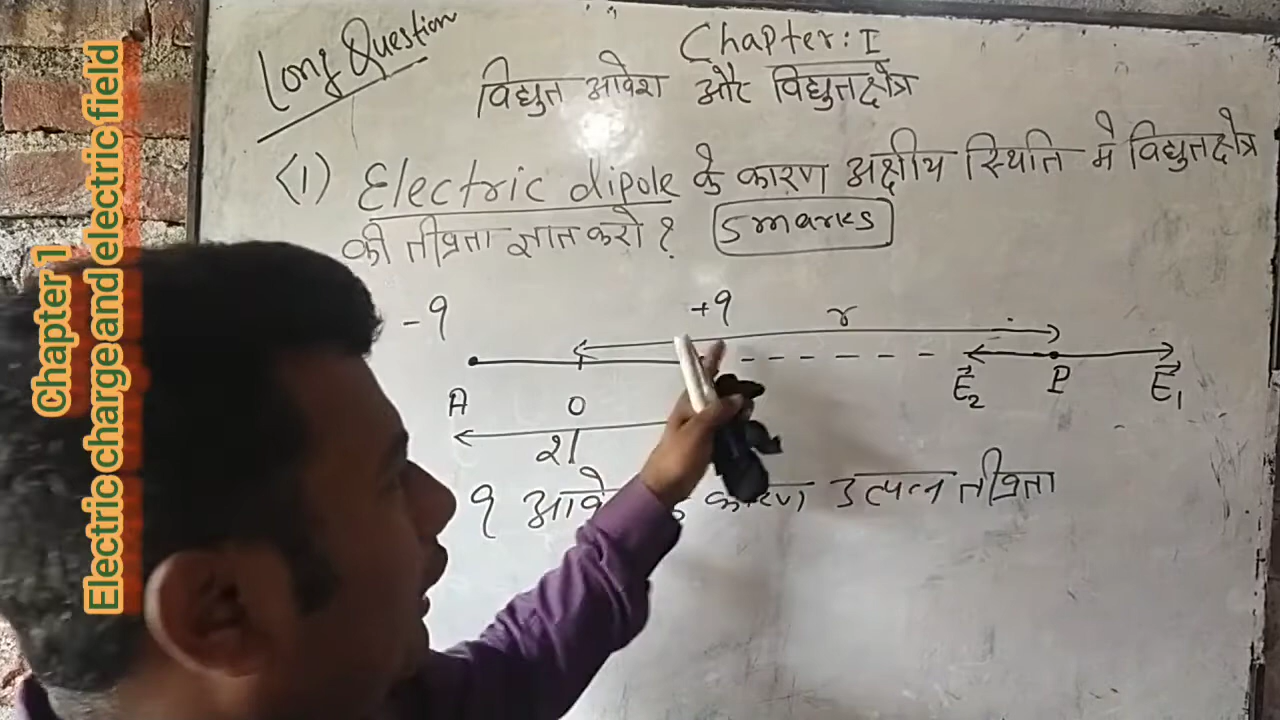 Chapter 1
Electric charge and electric field
Long Question
Chapter: I
विद्युत आवेश और विद्युतक्षेत्र
(1) Electric dipole के कारण अक्षीय स्थिति मे विद्युतक्षेत्र
की तीव्रता ज्ञात करो ? 5 marks
-q +q r
A O E₂ P E₁
2l
q कारण उत्पन्न तीव्रता